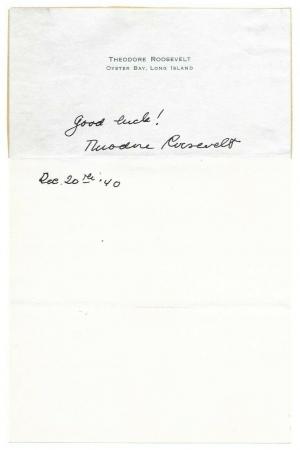 THEODORE ROOSEVELT
OYSTER BAY, LONG ISLAND
Good luck!
Theodore Roosevelt
Dec. 20th '40